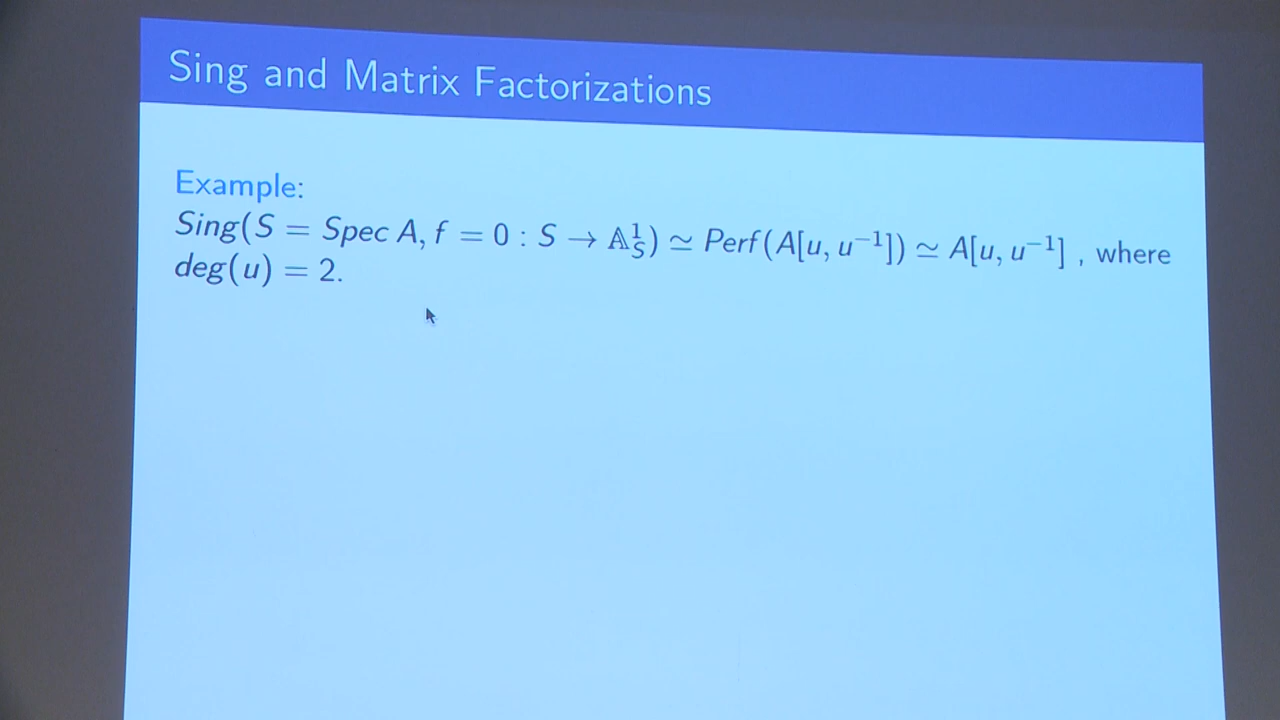 Sing and Matrix Factorizations
Example:
Sing(S = Spec A, f = 0 : S → 𝔸¹_S) ≃ Perf(A[u, u⁻¹]) ≃ A[u, u⁻¹] , where
deg(u) = 2.